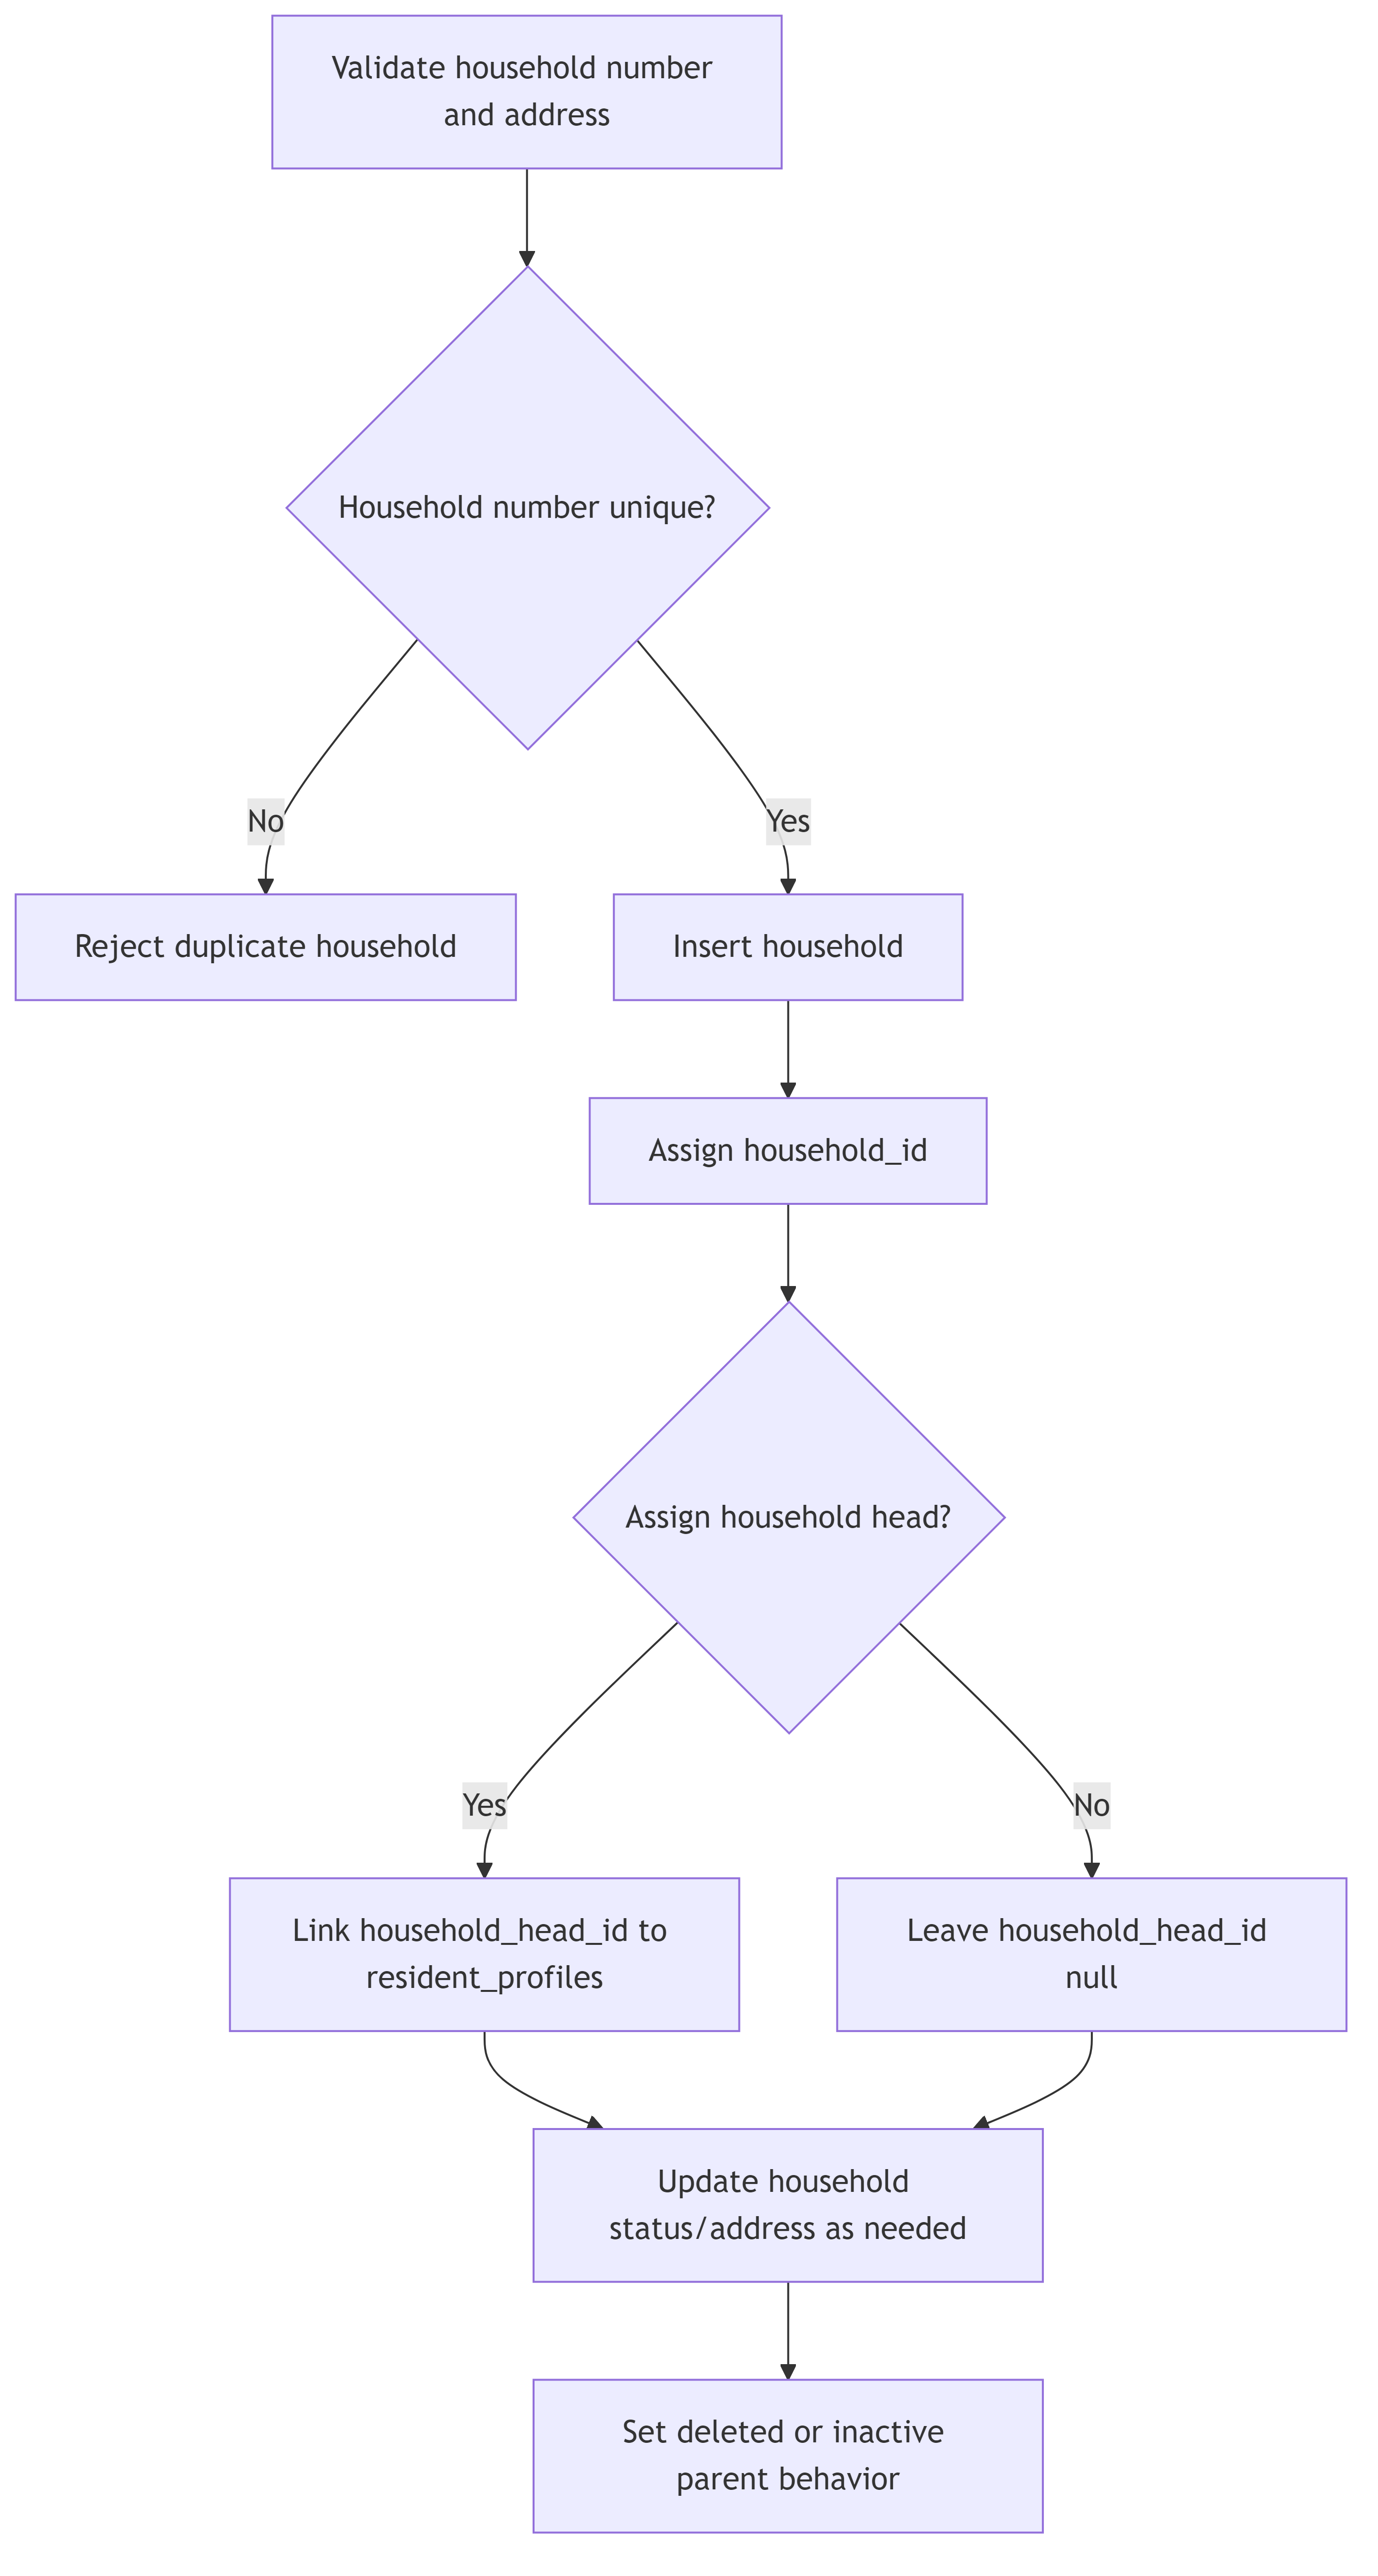 Validate household number
and address
Household number unique?
No
Yes
Reject duplicate household
Insert household
Assign household_id
Assign household head?
Yes
No
Link household_head_id to
resident_profiles
Leave household_head_id
null
Update household
status/address as needed
Set deleted or inactive
parent behavior